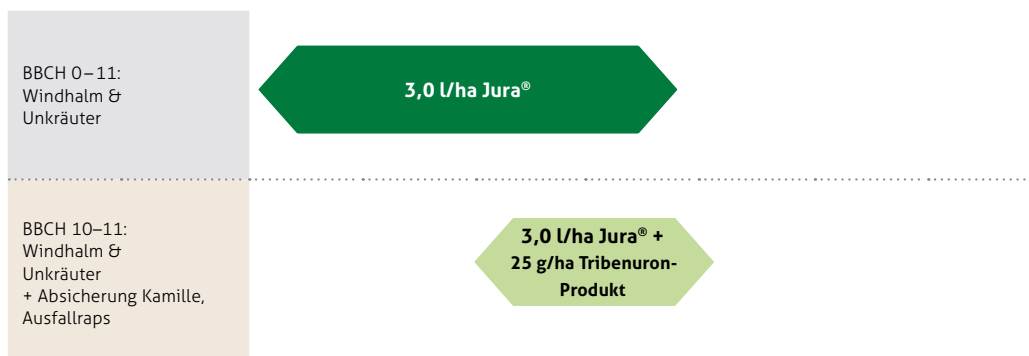 BBCH 0–11:
Windhalm &
Unkräuter
3,0 l/ha Jura®
BBCH 10–11:
Windhalm &
Unkräuter
+ Absicherung Kamille,
Ausfallraps
3,0 l/ha Jura® +
25 g/ha Tribenuron-
Produkt